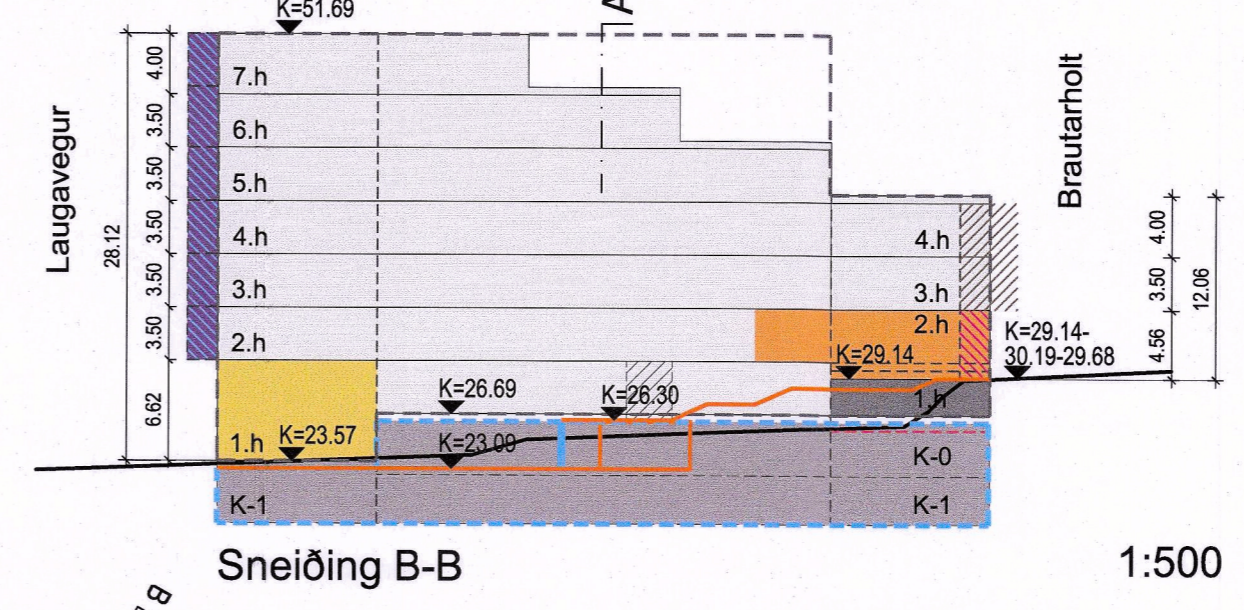 K=51.69
A
Laugavegur
28.12
4.00
3.50
3.50
3.50
3.50
3.50
6.62
7.h
6.h
5.h
4.h
3.h
2.h
1.h K=23.57
K-1
K=26.69
K=23.09
K=26.30
4.h
3.h
2.h
K=29.14
1.h
K-0
K-1
K=29.14-
30.19-29.68
Brautarholt
4.00
3.50
4.56
12.06
Sneiðing B-B
1:500